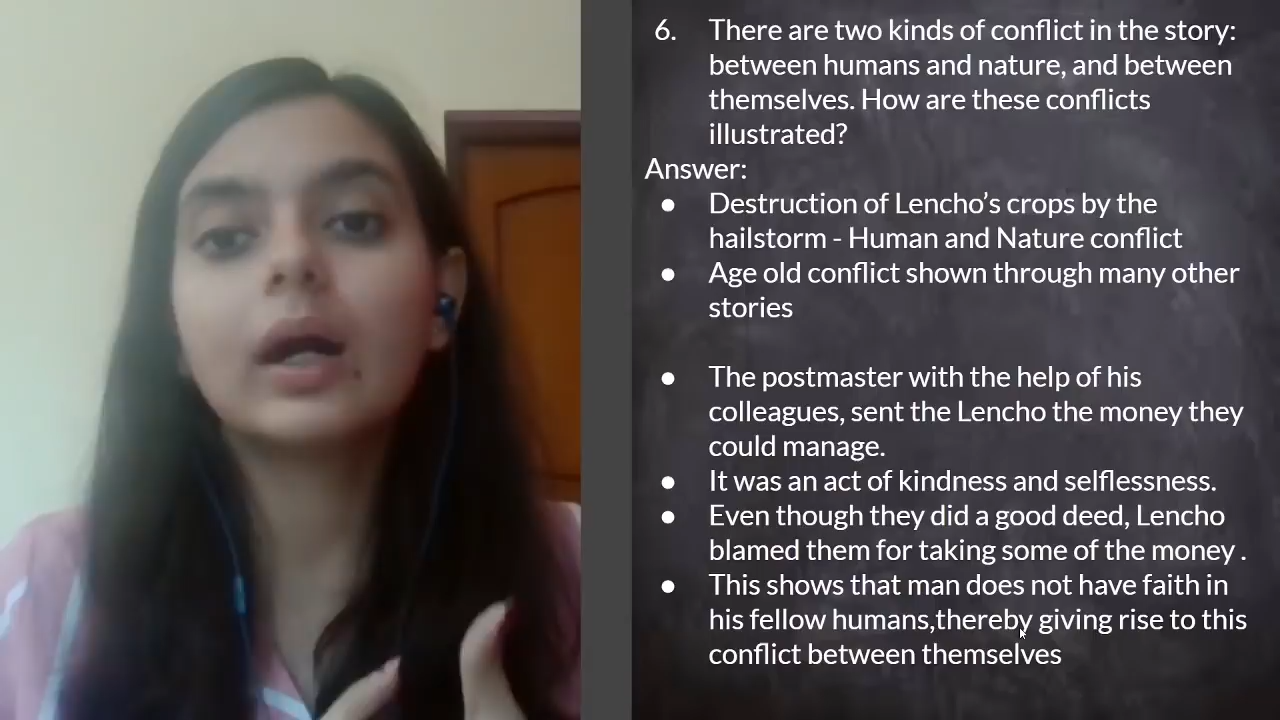 6. There are two kinds of conflict in the story:
between humans and nature, and between
themselves. How are these conflicts
illustrated?
Answer:
● Destruction of Lencho’s crops by the
hailstorm - Human and Nature conflict
● Age old conflict shown through many other
stories
● The postmaster with the help of his
colleagues, sent the Lencho the money they
could manage.
● It was an act of kindness and selflessness.
● Even though they did a good deed, Lencho
blamed them for taking some of the money .
● This shows that man does not have faith in
his fellow humans,thereby giving rise to this
conflict between themselves